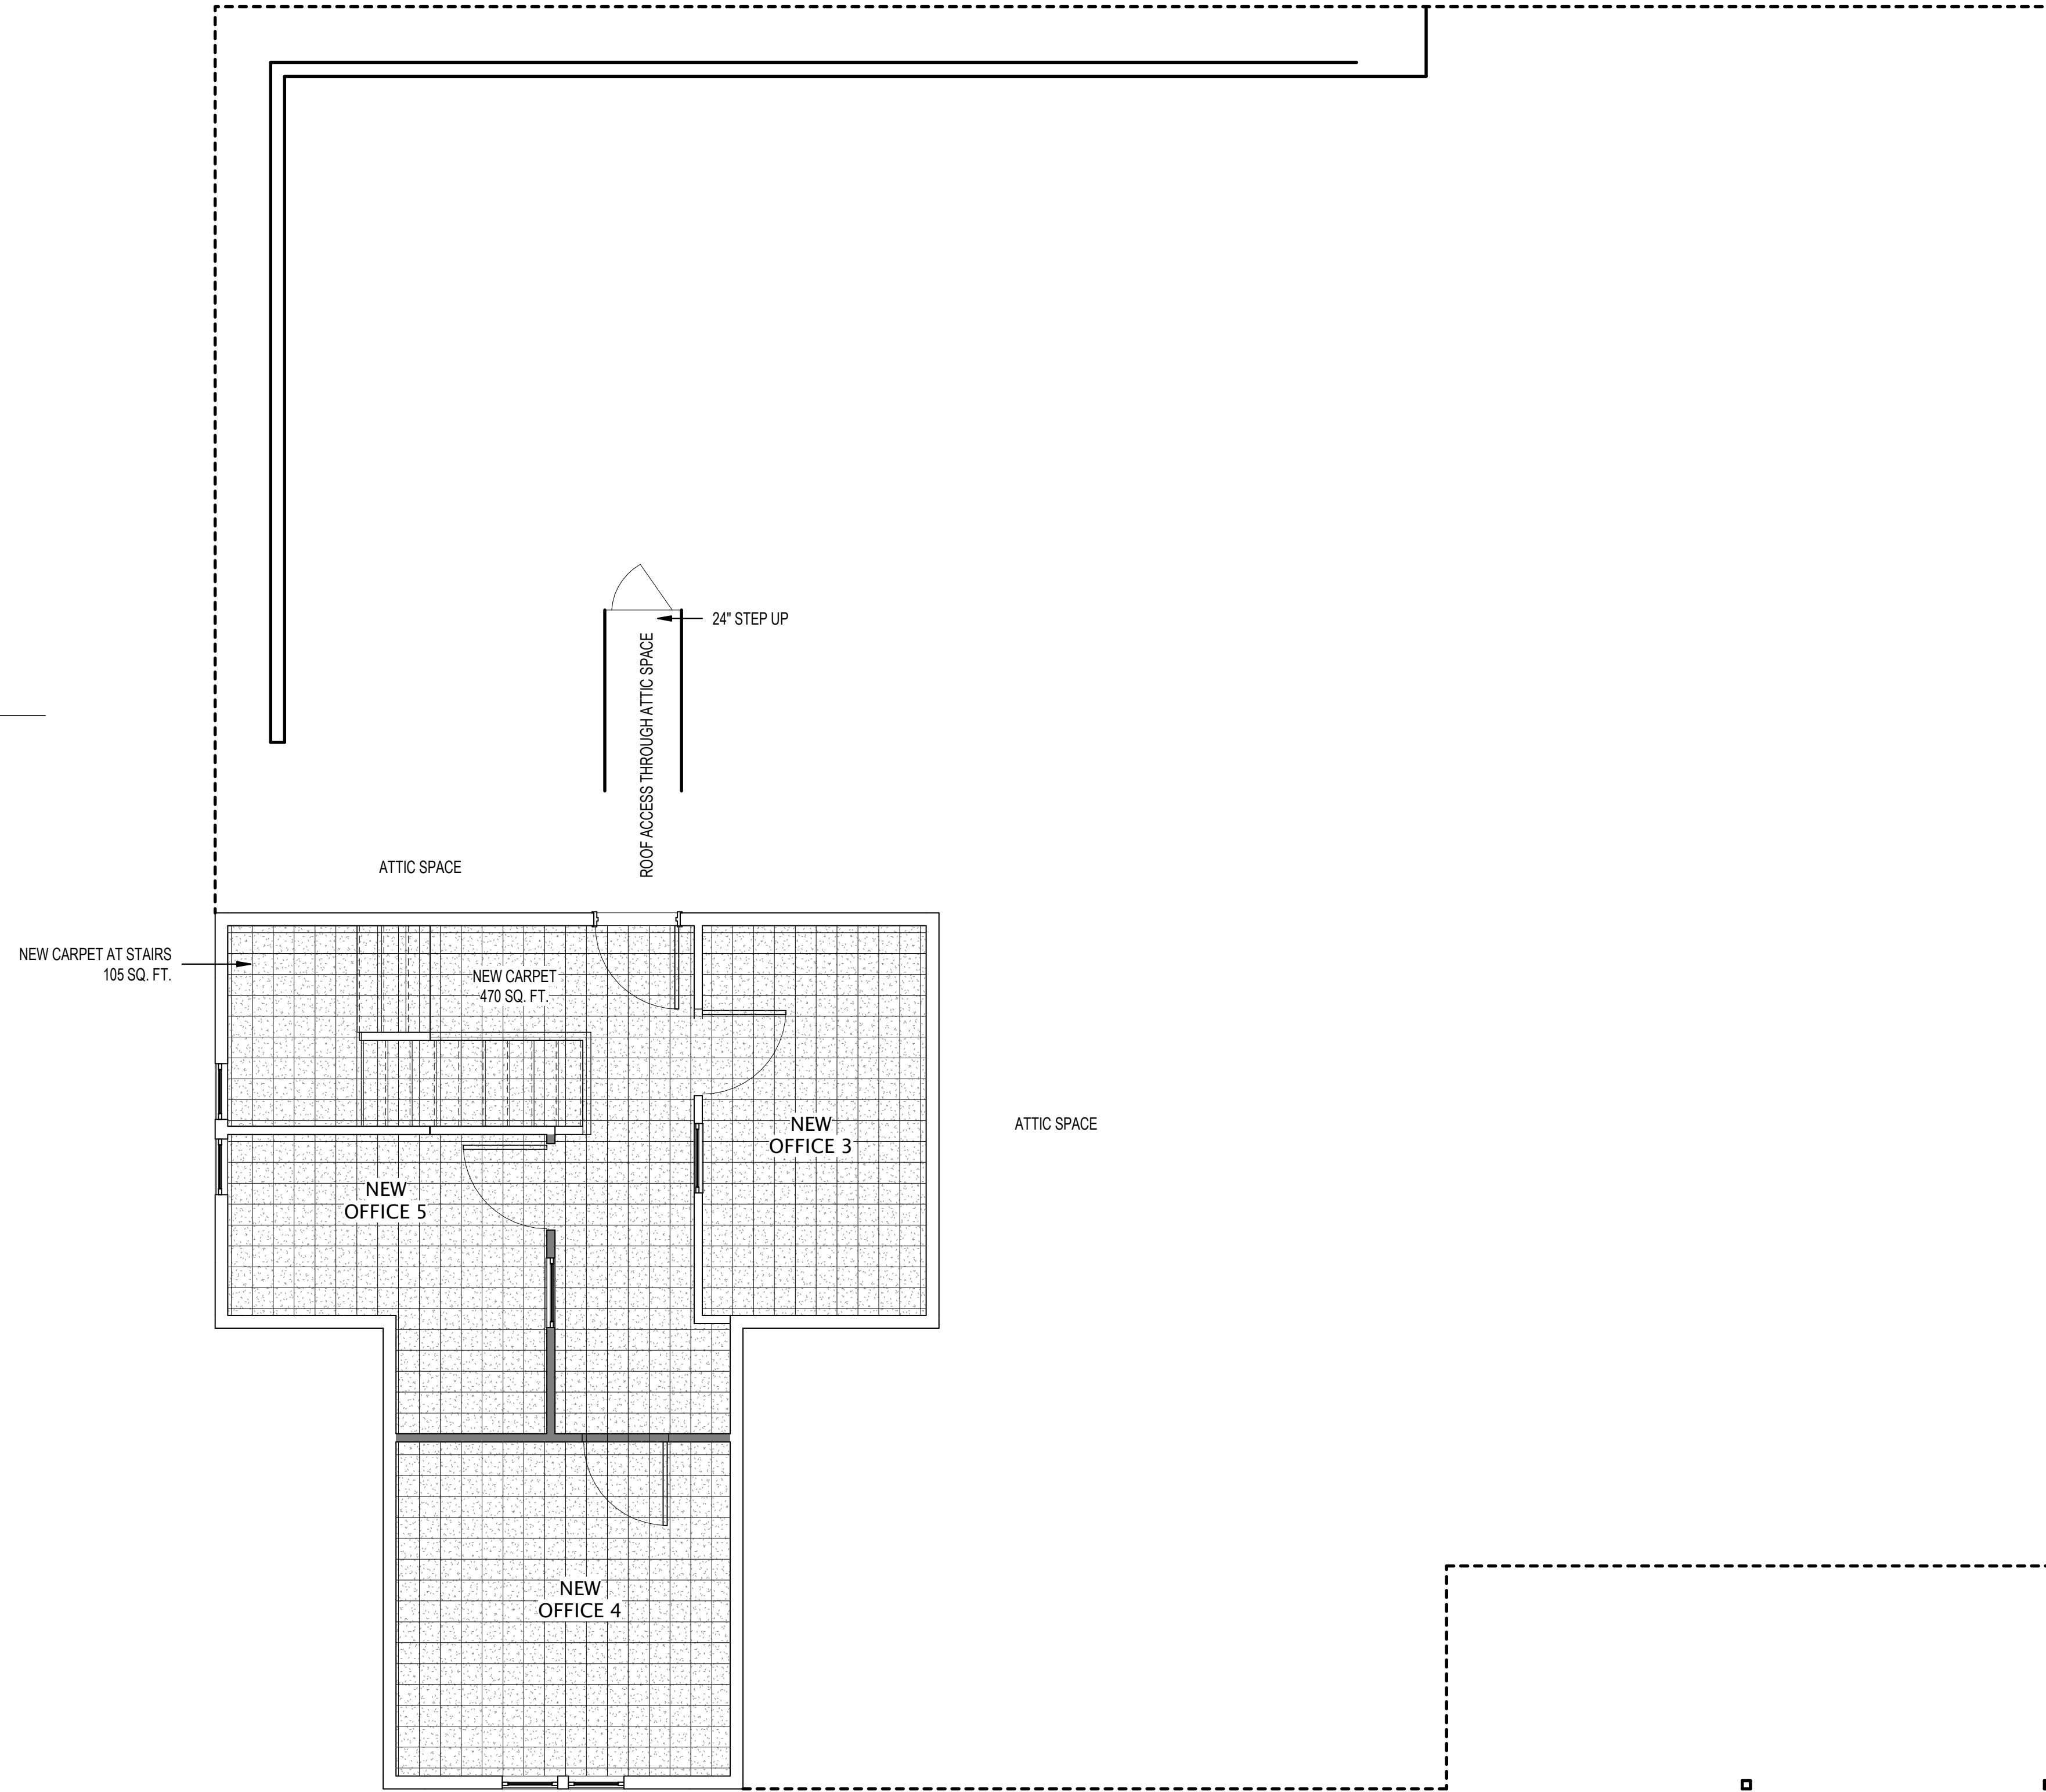 24" STEP UP
ROOF ACCESS THROUGH ATTIC SPACE
ATTIC SPACE
NEW CARPET AT STAIRS
105 SQ. FT.
NEW CARPET
470 SQ. FT.
NEW
OFFICE 3
ATTIC SPACE
NEW
OFFICE 5
NEW
OFFICE 4